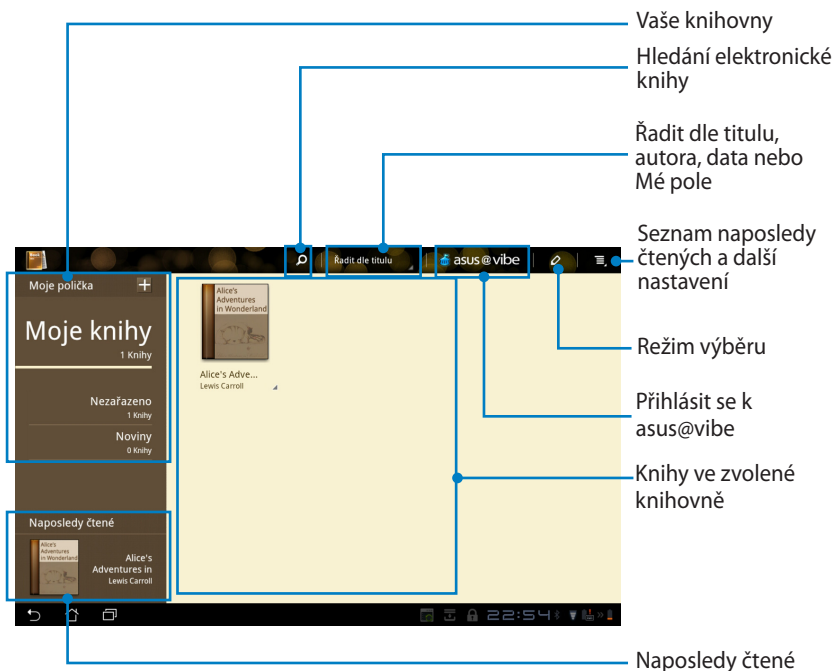 Vaše knihovny
Hledání elektronické
knihy
Řadit dle titulu,
autora, data nebo
Mé pole
Seznam naposledy
čtených a další
nastavení
Režim výběru
Přihlásit se k
asus@vibe
Knihy ve zvolené
knihovně
Naposledy čtené
Řadit dle titulu
asus@vibe
Moje polička
Moje knihy
1 Knihy
Nezařazeno
1 Knihy
Noviny
0 Knihy
Alice's
Adventures
in Wonderland
Alice's Adve...
Lewis Carroll
Naposledy čtené
Alice's
Adventures
in Wonderland
Alice's
Adventures in
Lewis Carroll
22:54